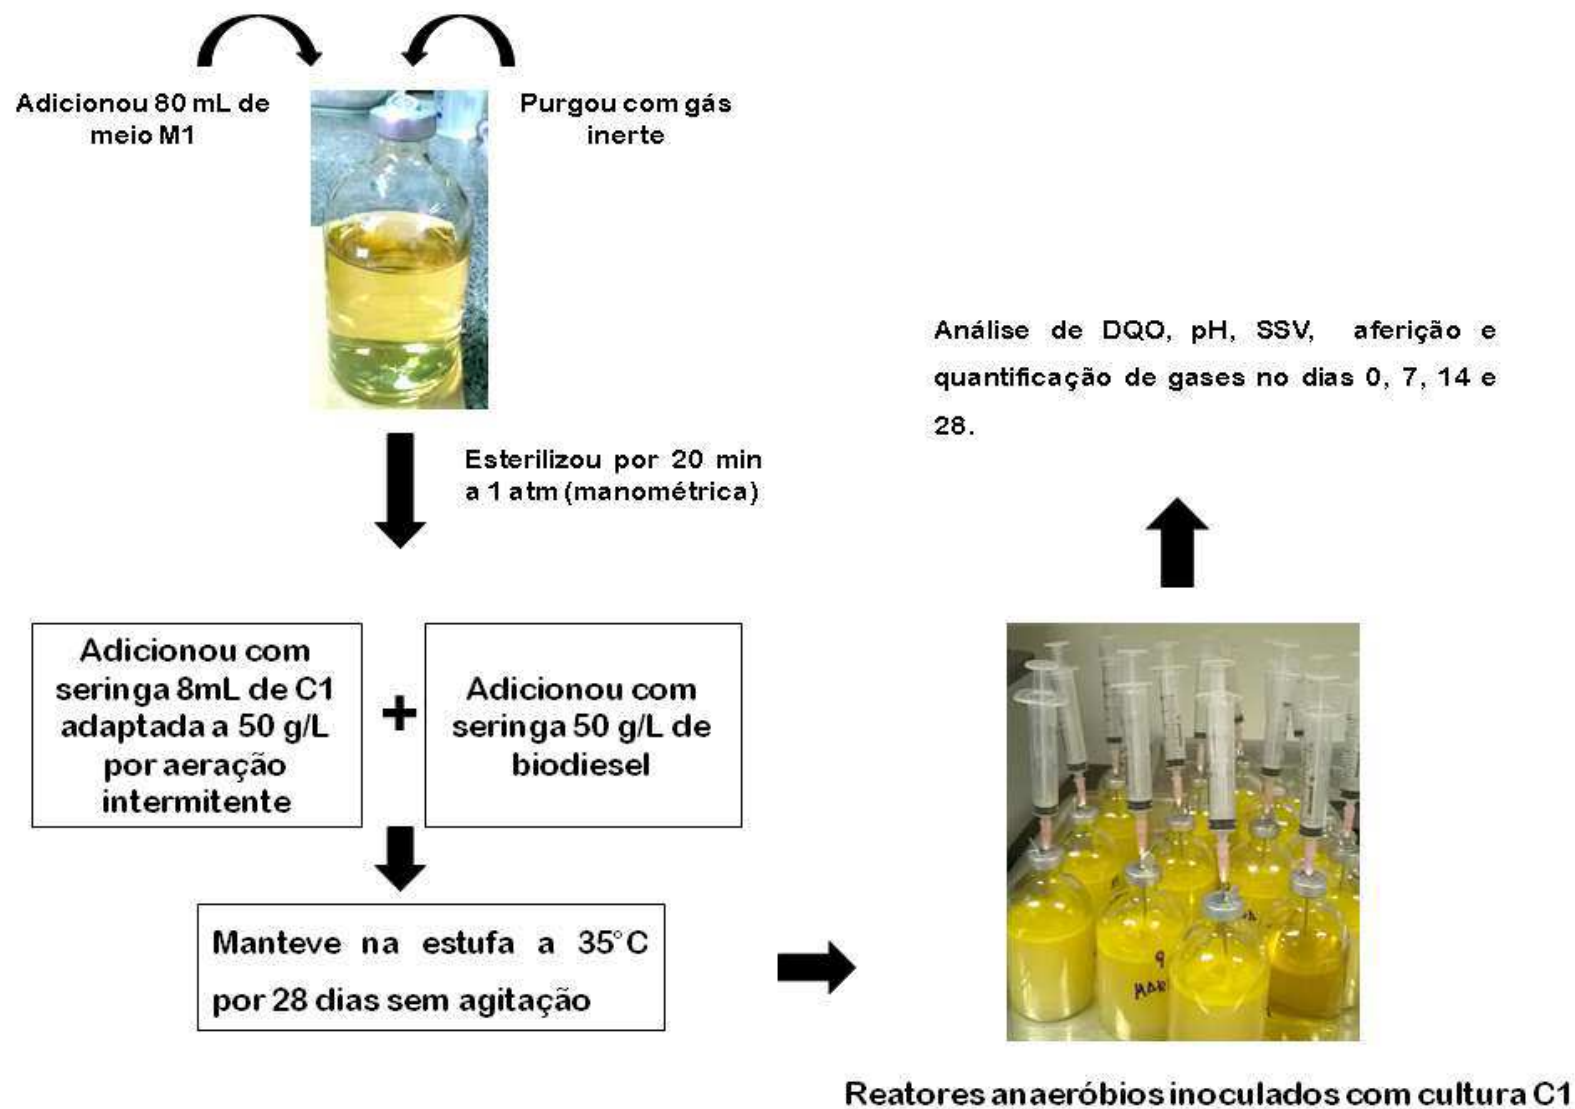 Adicionou 80 mL de
meio M1
Purgou com gás
inerte
Esterilizou por 20 min
a 1 atm (manométrica)
Adicionou com
seringa 8mL de C1
adaptada a 50 g/L
por aeração
intermitente
+
Adicionou com
seringa 50 g/L de
biodiesel
Manteve na estufa a 35°C
por 28 dias sem agitação
Análise de DQO, pH, SSV, aferição e
quantificação de gases no dias 0, 7, 14 e
28.
9
Reatores anaeróbios inoculados com cultura C1